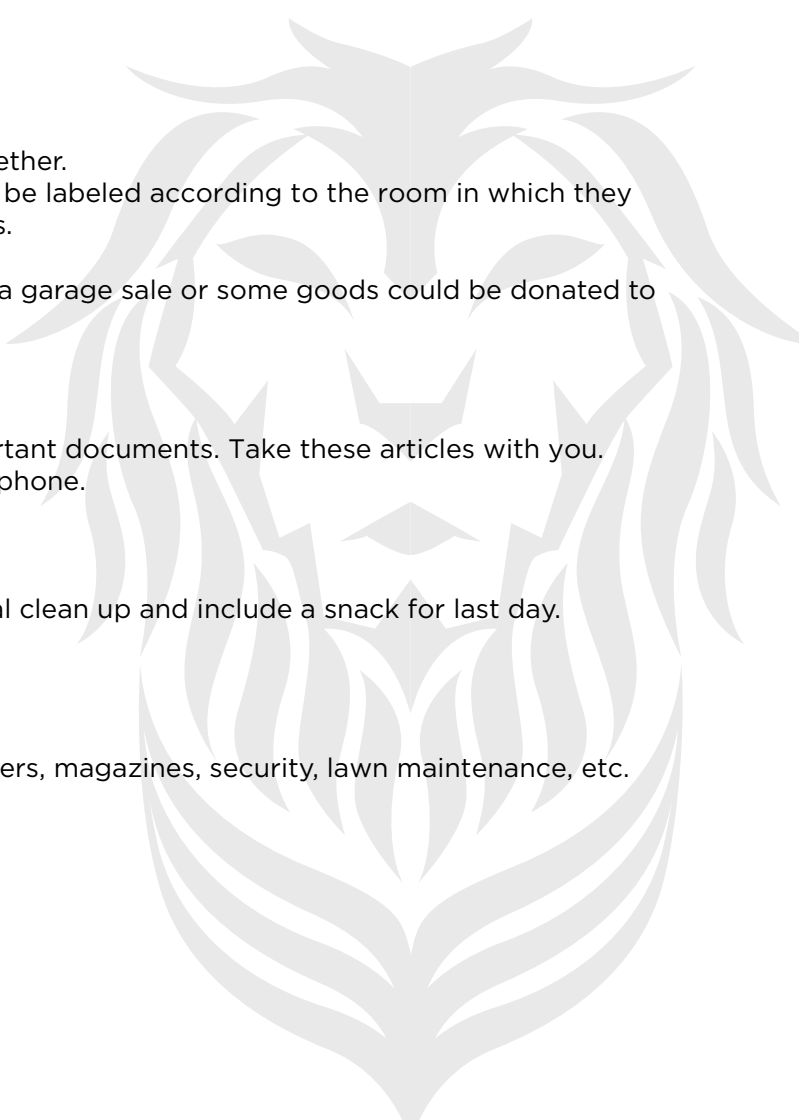 ether.
be labeled according to the room in which they
s.
a garage sale or some goods could be donated to
rtant documents. Take these articles with you.
phone.
al clean up and include a snack for last day.
ers, magazines, security, lawn maintenance, etc.